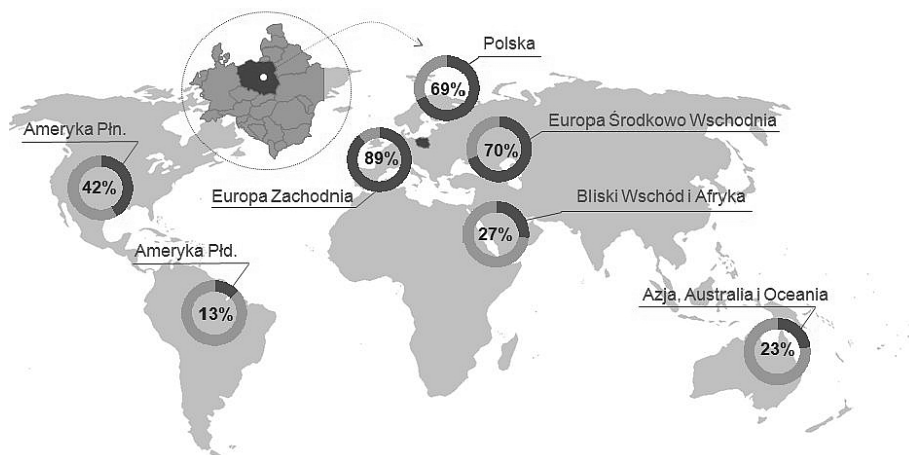 Polska
69%
Ameryka Płn.
42%
Europa Środkowo Wschodnia
70%
89%
Europa Zachodnia
Bliski Wschód i Afryka
27%
Ameryka Płd.
13%
Azja, Australia i Oceania
23%